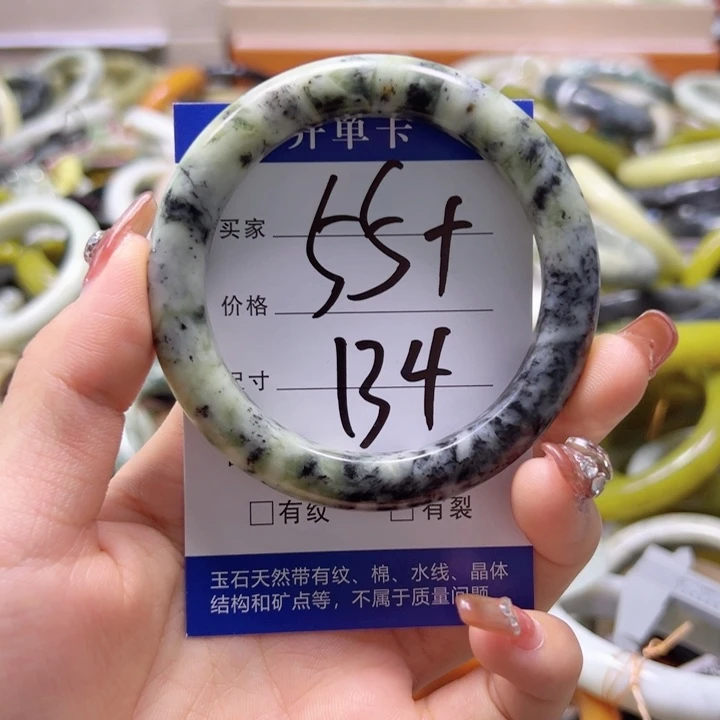 开单卡
买家
55+
价格
134
尺寸
□有纹 □有裂
玉石天然带有纹、棉、水线、晶体
结构和矿点等，不属于质量问题